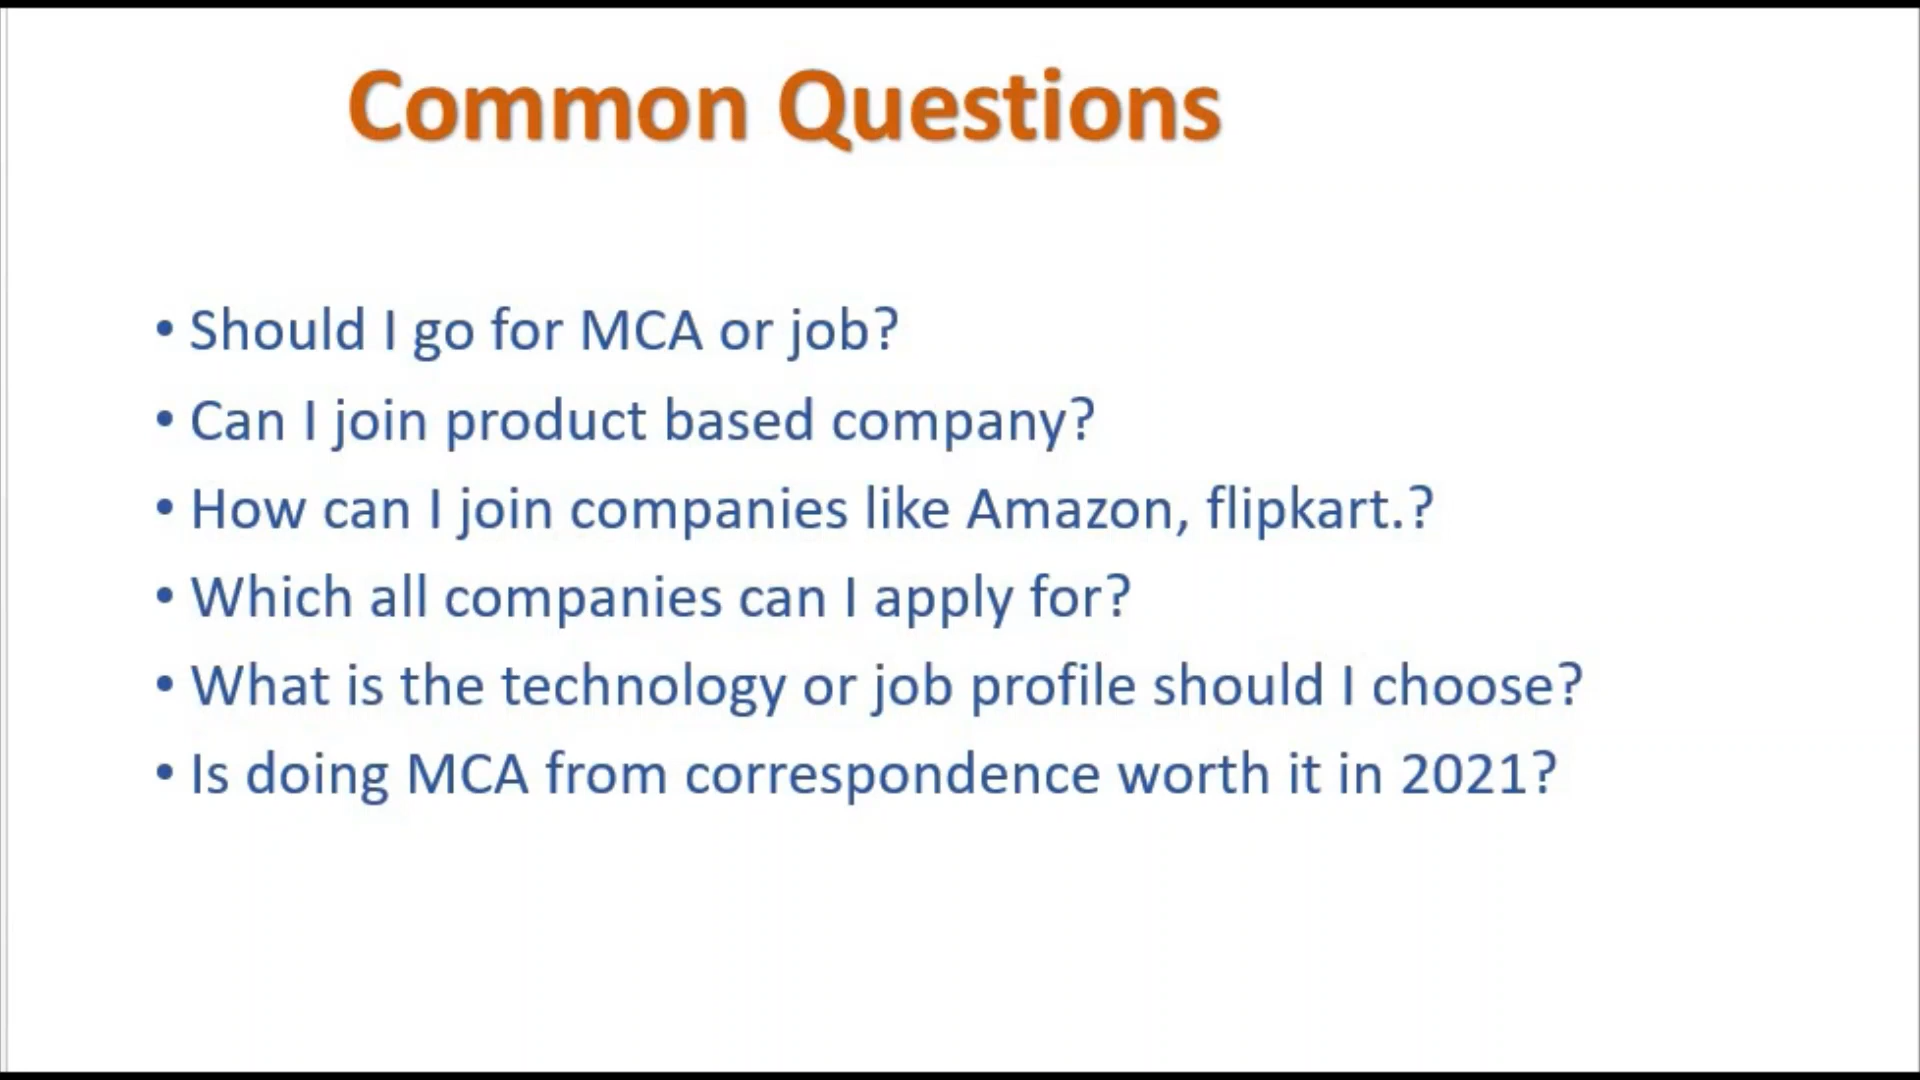 Common Questions
• Should I go for MCA or job?
• Can I join product based company?
• How can I join companies like Amazon, flipkart.?
• Which all companies can I apply for?
• What is the technology or job profile should I choose?
• Is doing MCA from correspondence worth it in 2021?